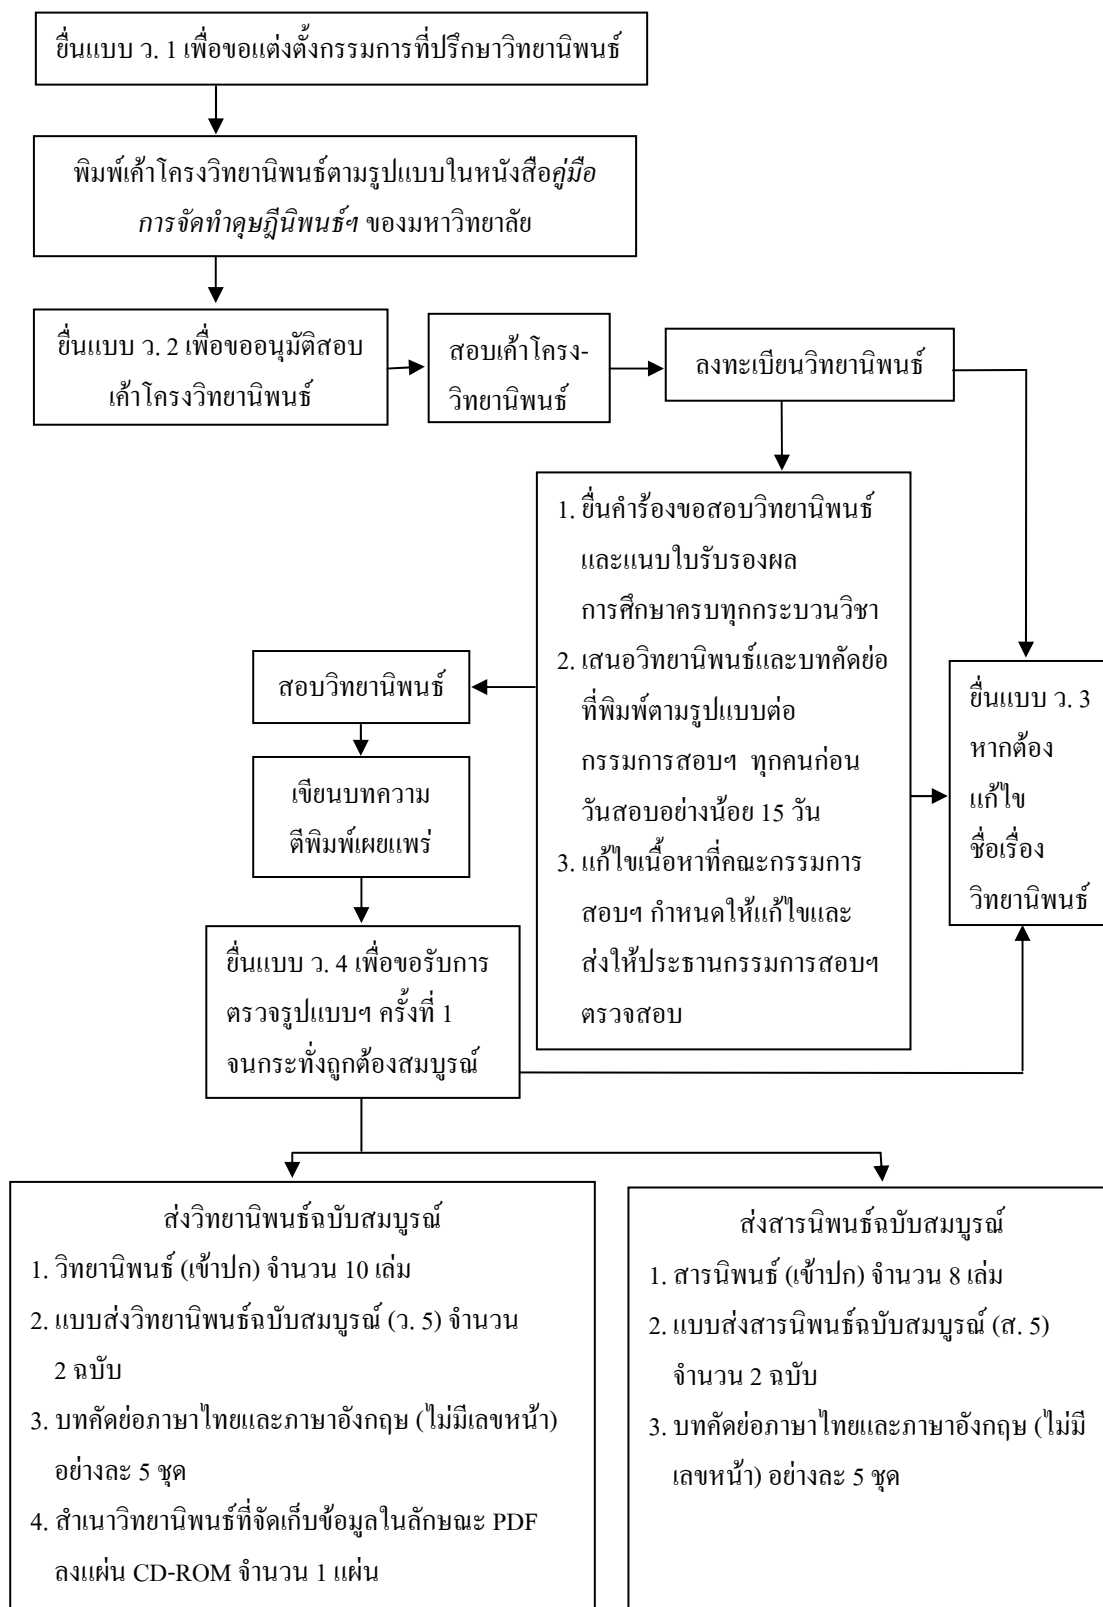 ยื่นแบบ ว. 1 เพื่อขอแต่งตั้งกรรมการที่ปรึกษาวิทยานิพนธ์
พิมพ์เค้าโครงวิทยานิพนธ์ตามรูปแบบในหนังสือคู่มือ
การจัดทำดุษฎีนิพนธ์ฯ ของมหาวิทยาลัย
ยื่นแบบ ว. 2 เพื่อขออนุมัติสอบ
เค้าโครงวิทยานิพนธ์
สอบเค้าโครง-
วิทยานิพนธ์
ลงทะเบียนวิทยานิพนธ์
1. ยื่นคำร้องขอสอบวิทยานิพนธ์
และแนบใบรับรองผล
การศึกษาครบทุกกระบวนวิชา
2. เสนอวิทยานิพนธ์และบทคัดย่อ
ที่พิมพ์ตามรูปแบบต่อ
กรรมการสอบฯ ทุกคนก่อน
วันสอบอย่างน้อย 15 วัน
3. แก้ไขเนื้อหาที่คณะกรรมการ
สอบฯ กำหนดให้แก้ไขและ
ส่งให้ประธานกรรมการสอบฯ
ตรวจสอบ
ยื่นแบบ ว. 3
หากต้อง
แก้ไข
ชื่อเรื่อง
วิทยานิพนธ์
สอบวิทยานิพนธ์
เขียนบทความ
ตีพิมพ์เผยแพร่
ยื่นแบบ ว. 4 เพื่อขอรับการ
ตรวจรูปแบบฯ ครั้งที่ 1
จนกระทั่งถูกต้องสมบูรณ์
ส่งวิทยานิพนธ์ฉบับสมบูรณ์
1. วิทยานิพนธ์ (เข้าปก) จำนวน 10 เล่ม
2. แบบส่งวิทยานิพนธ์ฉบับสมบูรณ์ (ว. 5) จำนวน
2 ฉบับ
3. บทคัดย่อภาษาไทยและภาษาอังกฤษ (ไม่มีเลขหน้า)
อย่างละ 5 ชุด
4. สำเนาวิทยานิพนธ์ที่จัดเก็บข้อมูลในลักษณะ PDF
ลงแผ่น CD-ROM จำนวน 1 แผ่น
ส่งสารนิพนธ์ฉบับสมบูรณ์
1. สารนิพนธ์ (เข้าปก) จำนวน 8 เล่ม
2. แบบส่งสารนิพนธ์ฉบับสมบูรณ์ (ส. 5)
จำนวน 2 ฉบับ
3. บทคัดย่อภาษาไทยและภาษาอังกฤษ (ไม่มี
เลขหน้า) อย่างละ 5 ชุด